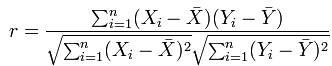 r = \frac{\sum_{i=1}^{n}(X_i - \bar{X})(Y_i - \bar{Y})}{\sqrt{\sum_{i=1}^{n}(X_i - \bar{X})^2}\sqrt{\sum_{i=1}^{n}(Y_i - \bar{Y})^2}}